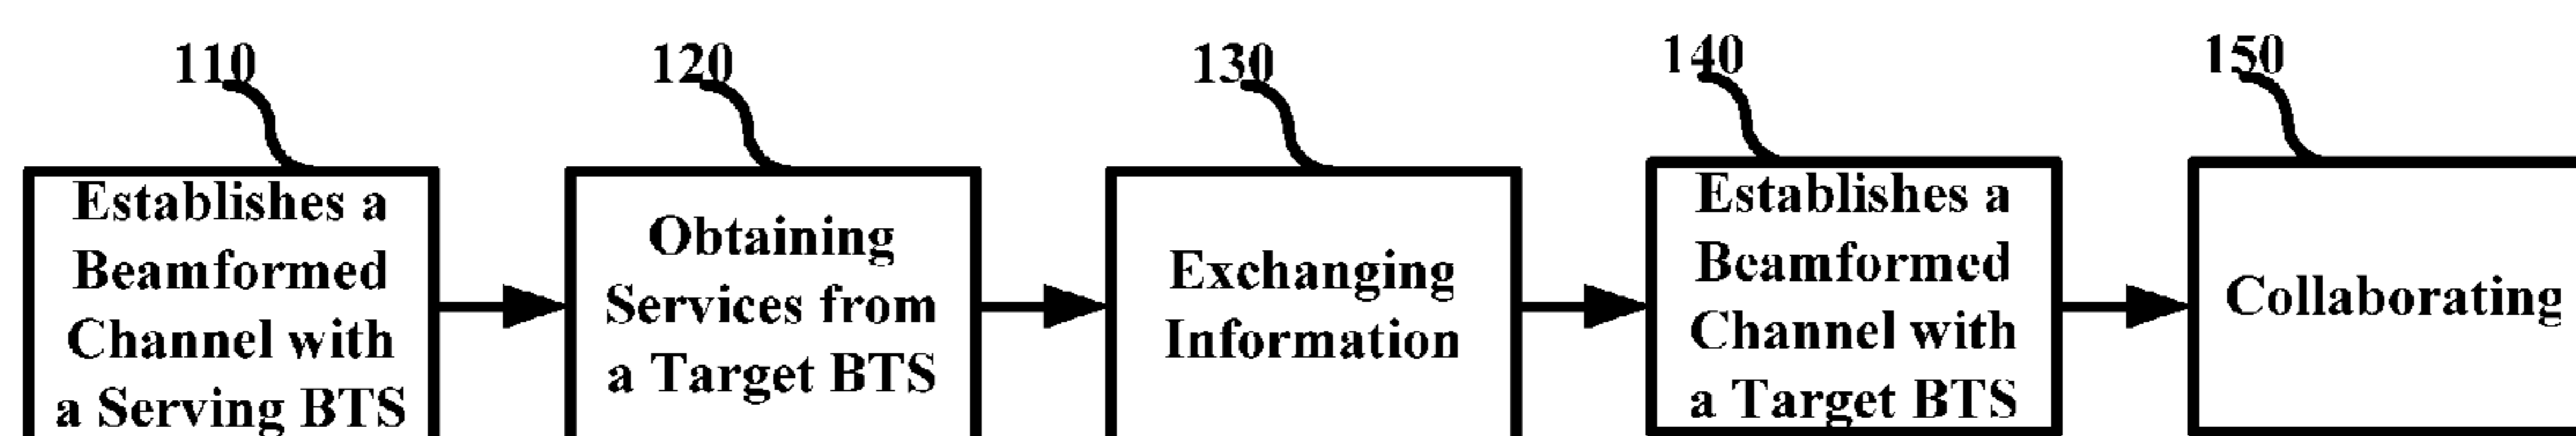 110
120
130
140
150
Establishes a
Beamformed
Channel with
a Serving BTS
Obtaining
Services from
a Target BTS
Exchanging
Information
Establishes a
Beamformed
Channel with
a Target BTS
Collaborating